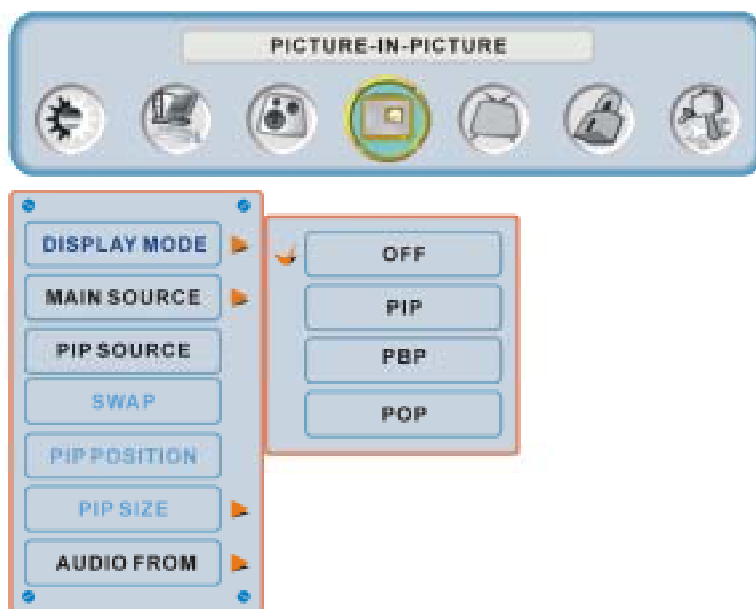 PICTURE-IN-PICTURE
DISPLAY MODE
MAIN SOURCE
PIP SOURCE
SWAP
PIP POSITION
PIP SIZE
AUDIO FROM
OFF
PIP
PBP
POP